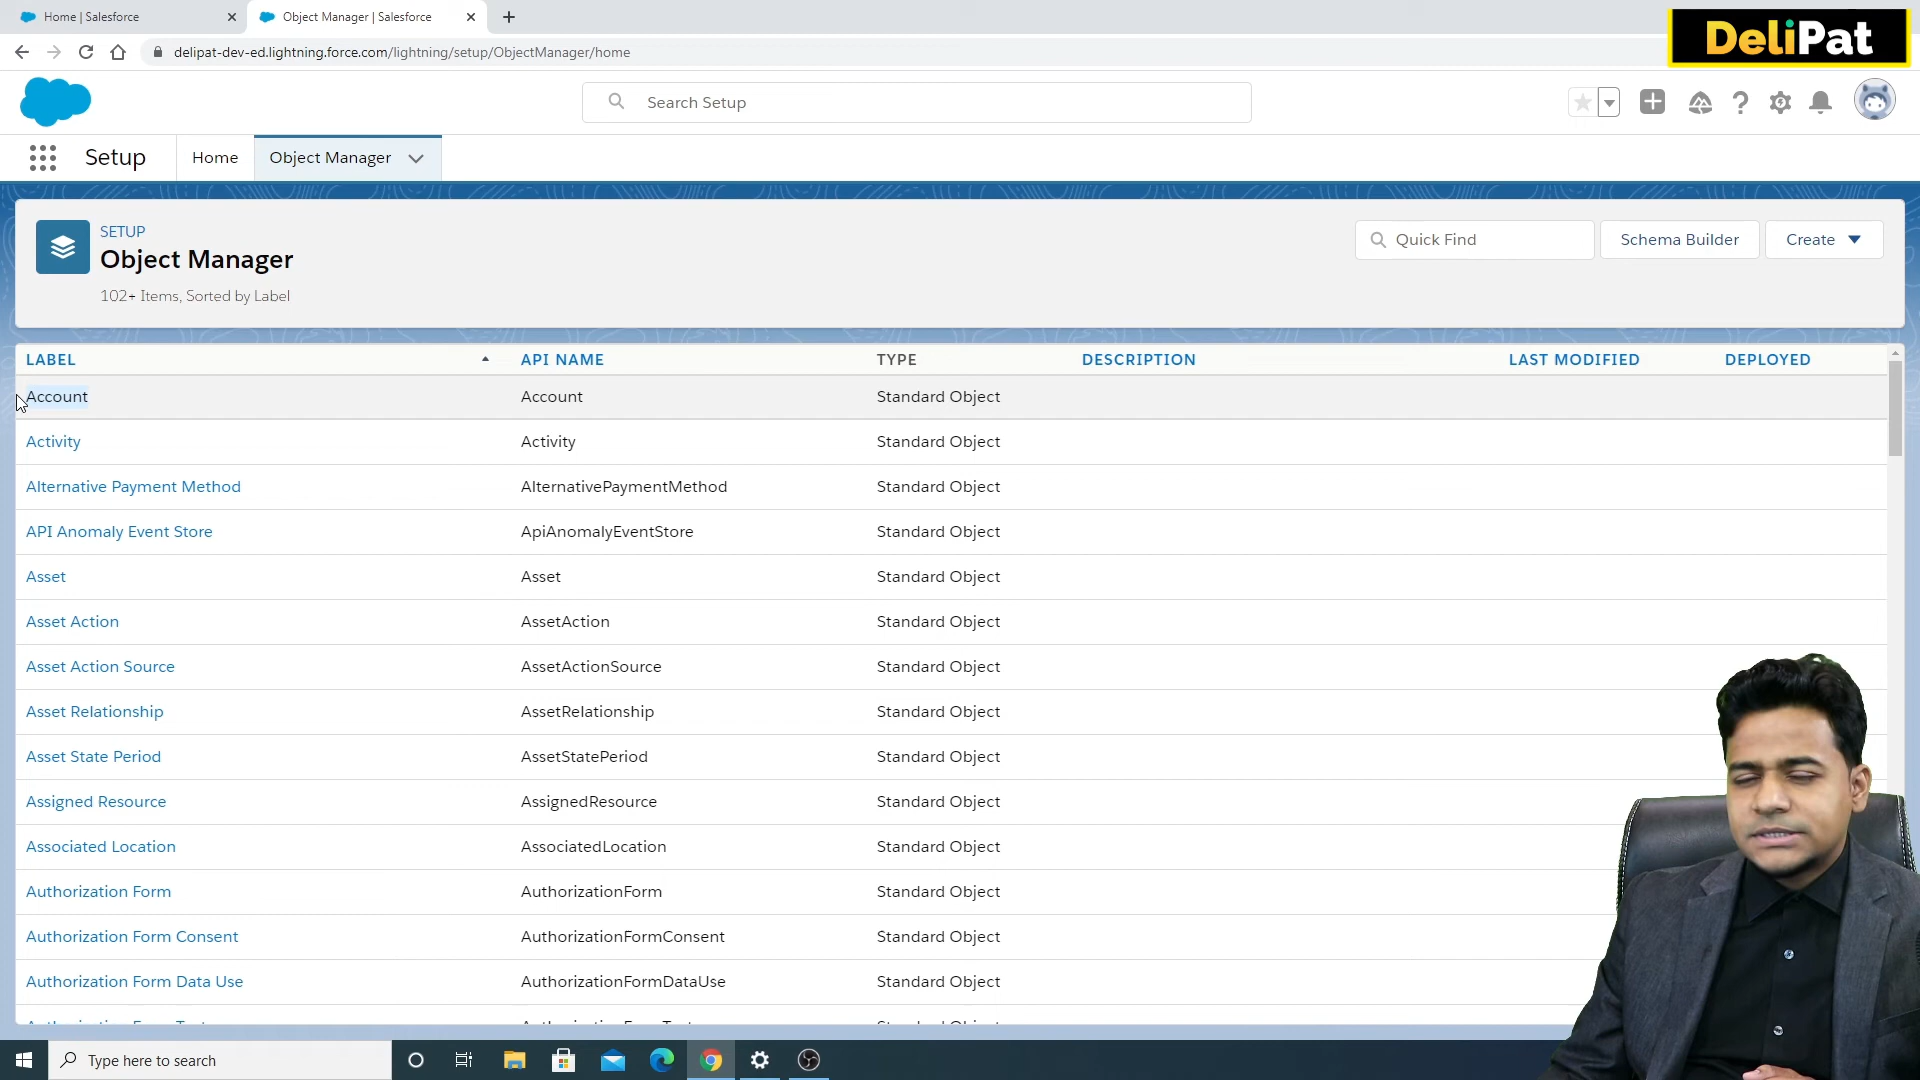 Home | Salesforce
Object Manager | Salesforce
delipat-dev-ed.lightning.force.com/lightning/setup/ObjectManager/home
DeliPat
Search Setup
Setup
Home
Object Manager
SETUP
Object Manager
102+ Items, Sorted by Label
Quick Find
Schema Builder
Create
LABEL API NAME TYPE DESCRIPTION LAST MODIFIED DEPLOYED
Account Account Standard Object
Activity Activity Standard Object
Alternative Payment Method AlternativePaymentMethod Standard Object
API Anomaly Event Store ApiAnomalyEventStore Standard Object
Asset Asset Standard Object
Asset Action AssetAction Standard Object
Asset Action Source AssetActionSource Standard Object
Asset Relationship AssetRelationship Standard Object
Asset State Period AssetStatePeriod Standard Object
Assigned Resource AssignedResource Standard Object
Associated Location AssociatedLocation Standard Object
Authorization Form AuthorizationForm Standard Object
Authorization Form Consent AuthorizationFormConsent Standard Object
Authorization Form Data Use AuthorizationFormDataUse Standard Object
Type here to search